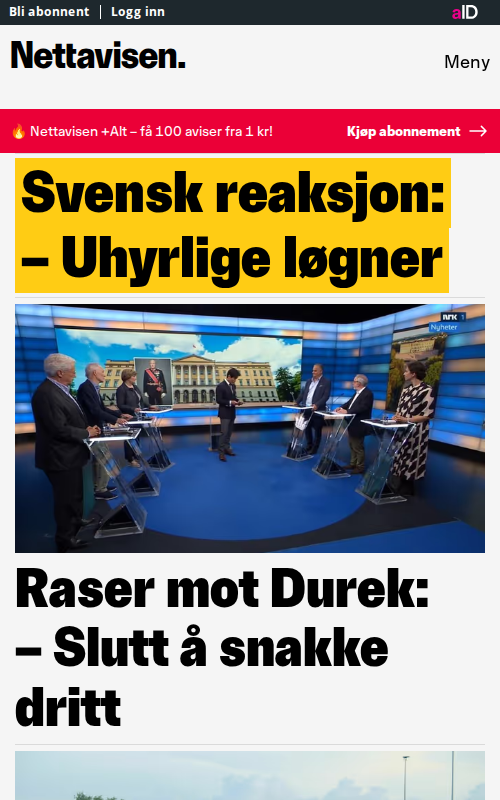 Bli abonnent
Logg inn
aID
Nettavisen.
Meny
🔥 Nettavisen +Alt – få 100 aviser fra 1 kr!
Kjøp abonnement →
Svensk reaksjon:
– Uhyrlige løgner
NRK 1
Nyheter
Raser mot Durek:
– Slutt å snakke
dritt